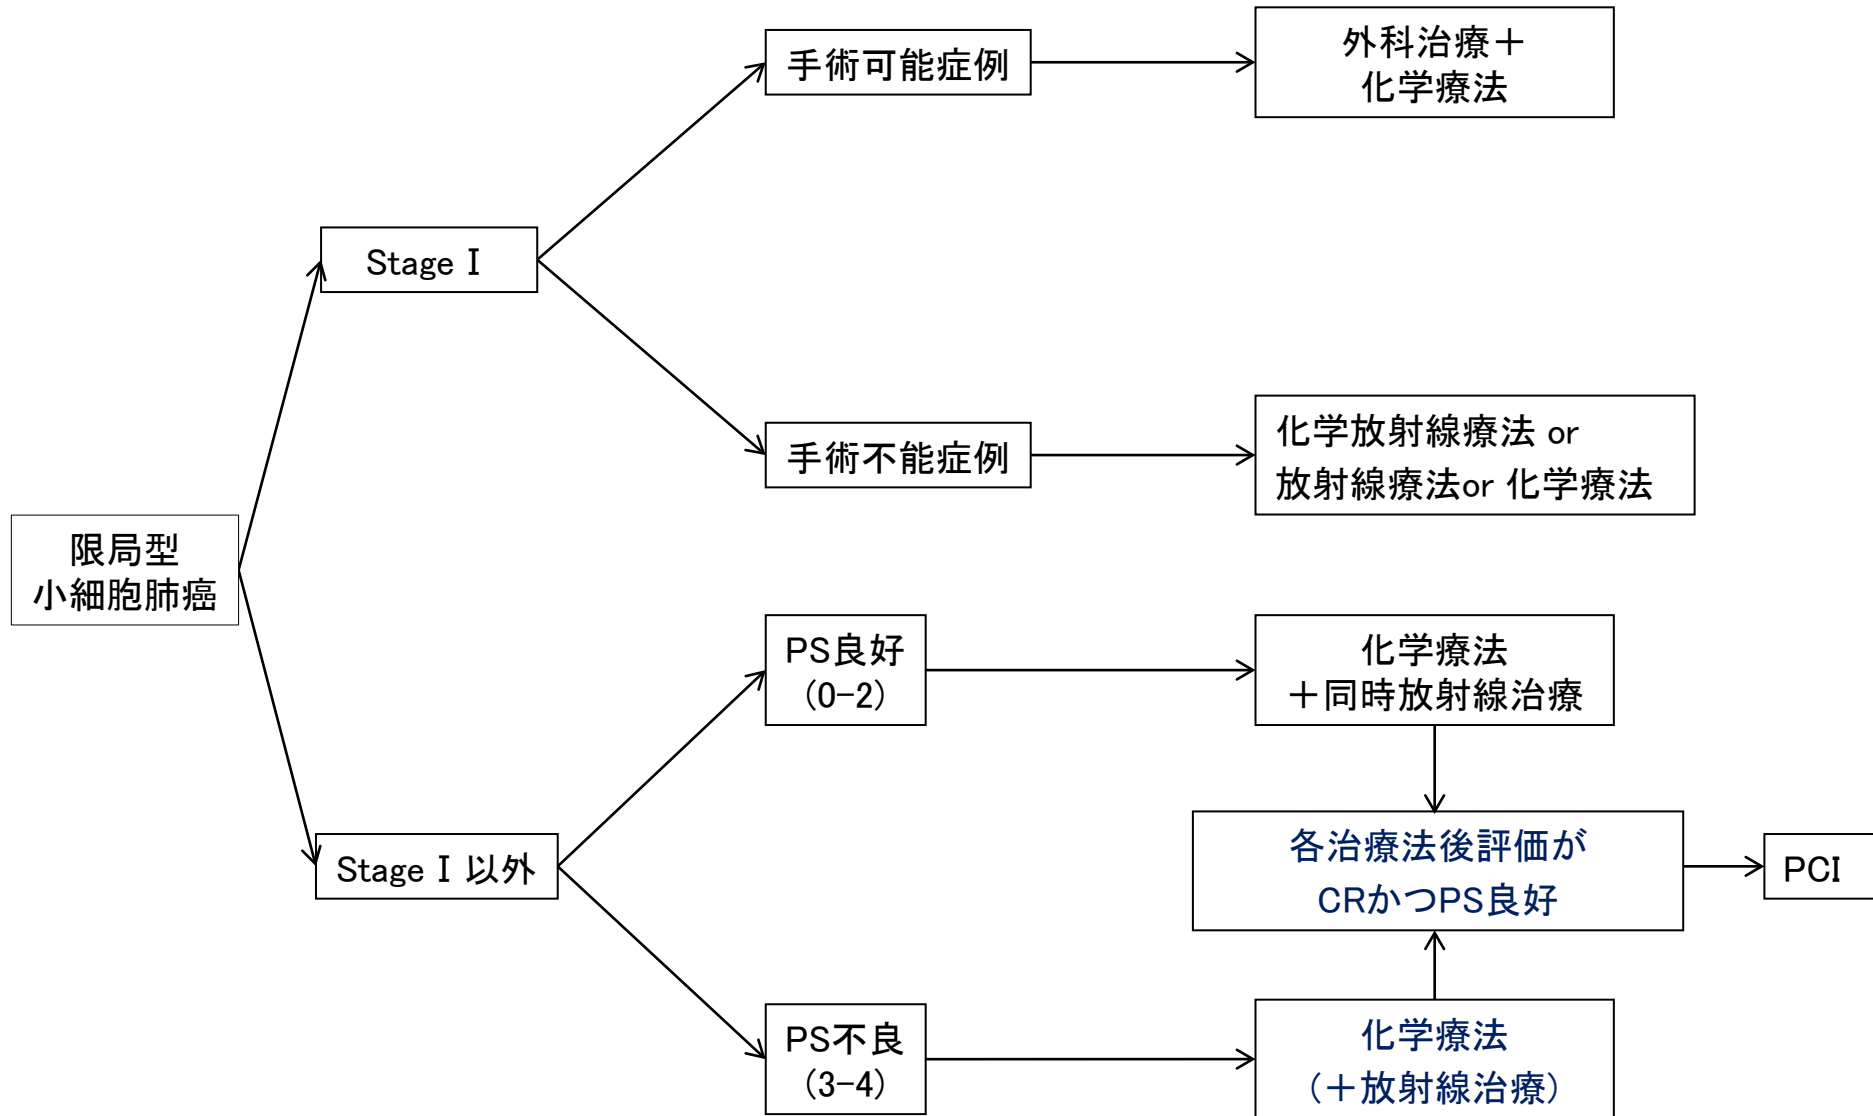 手術可能症例
外科治療＋
化学療法
Stage Ⅰ
手術不能症例
化学放射線療法 or
放射線療法or 化学療法
限局型
小細胞肺癌
PS良好
(0-2)
化学療法
＋同時放射線治療
Stage Ⅰ 以外
各治療法後評価が
CRかつPS良好
PCI
PS不良
(3-4)
化学療法
(＋放射線治療)